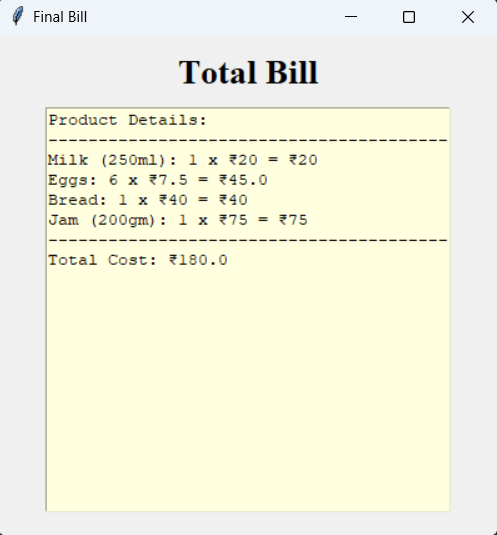 Final Bill
Total Bill
Product Details:
----------------------------------------
Milk (250ml): 1 x ₹20 = ₹20
Eggs: 6 x ₹7.5 = ₹45.0
Bread: 1 x ₹40 = ₹40
Jam (200gm): 1 x ₹75 = ₹75
----------------------------------------
Total Cost: ₹180.0